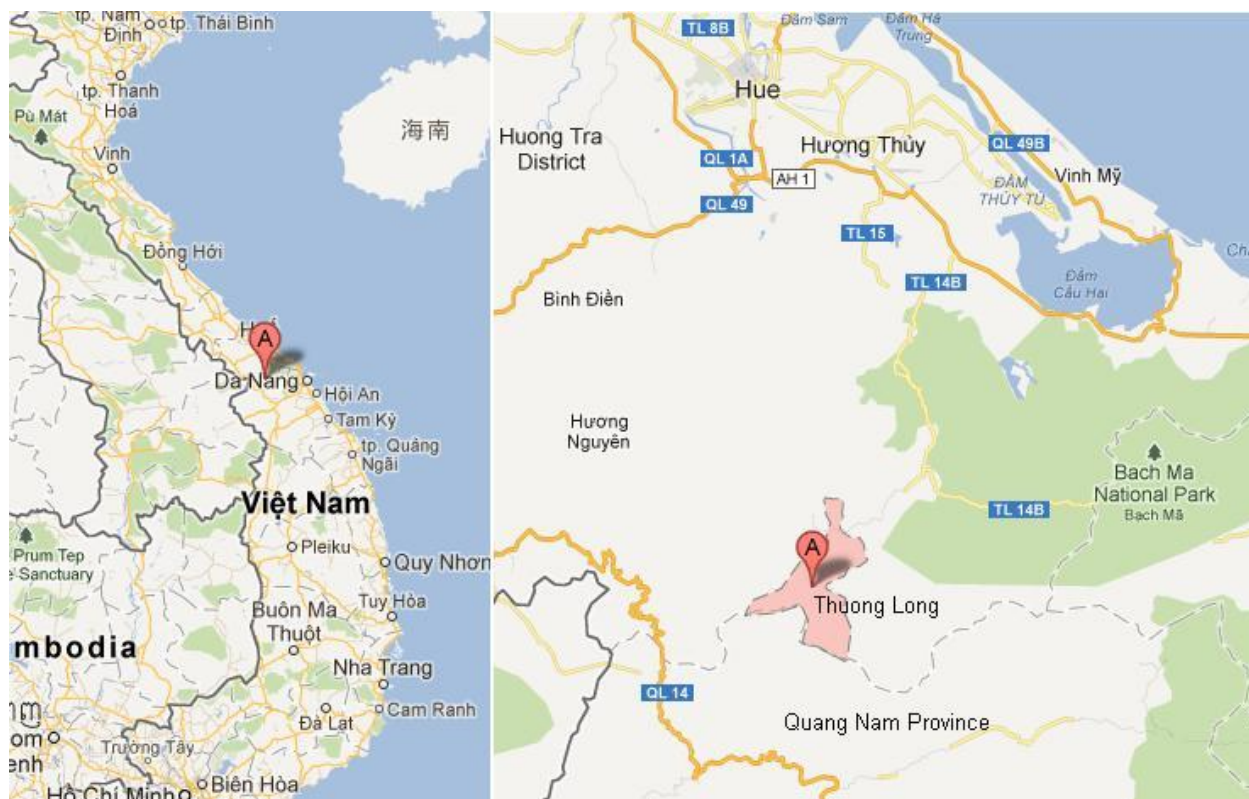 tp. Nam
Định
tp. Thái Bình
tp. Thanh
Hoá
Pù Mát
Vinh
海南
Đồng Hới
A
Da Nang
Hội An
Tam Kỳ
tp. Quảng
Ngãi
Việt Nam
Prum Tep
Sanctuary
Pleiku
Quy Nhơn
Buôn Ma
Thuột
Tuy Hòa
mbodia
Nha Trang
Cam Ranh
Đà Lạt
Trường Tây
Biên Hòa
Hồ Chí Minh
TL 8B
Đầm Sam
Đầm Hà
Trung
Hue
Huong Tra
District
Hương Thủy
QL 49B
QL 1A
AH 1
Vinh Mỹ
ĐẦM
THỦY TÚ
QL 49
TL 15
TL 14B
Đầm
Cầu Hai
Bình Điền
Hương
Nguyên
Bach Ma
National Park
Bạch Mã
TL 14B
A
Thuong Long
QL 14
Quang Nam Province